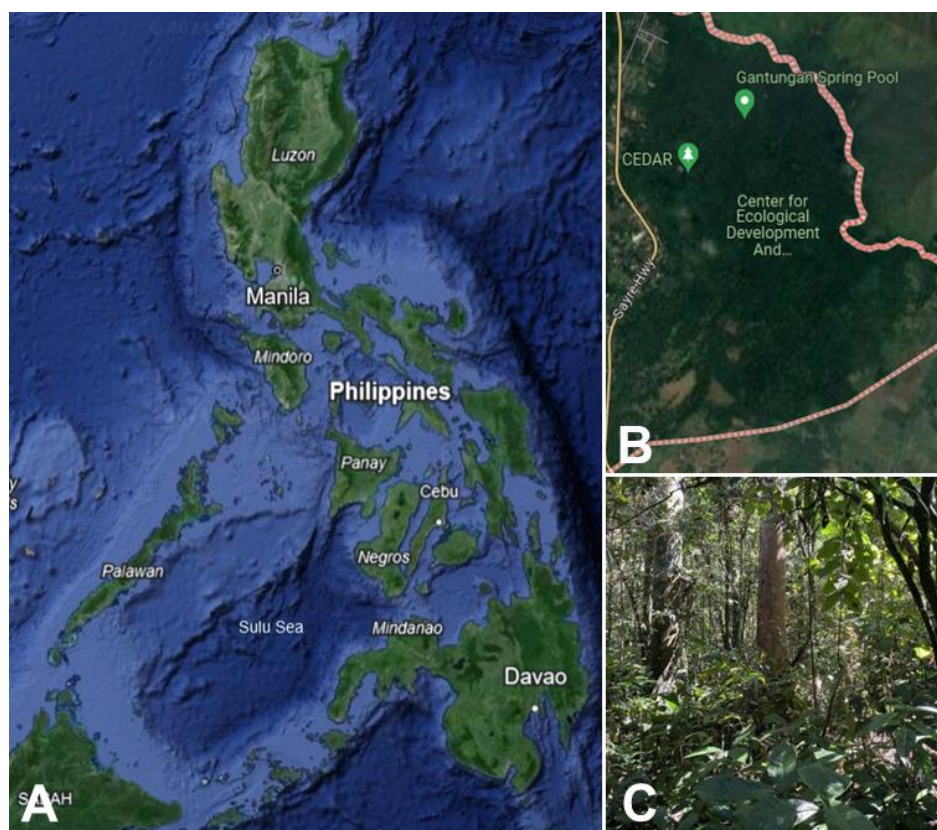 Luzon
Manila
Mindoro
Philippines
Panay
Cebu
Negros
Palawan
Sulu Sea
Mindanao
Davao
A
Gantungan Spring Pool
CEDAR
Center for
Ecological
Development
And...
Sayre Hwy
B
C